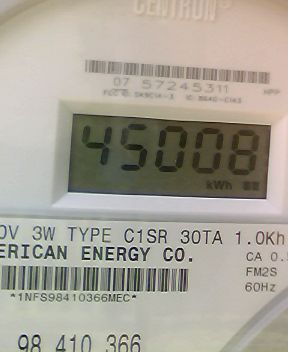 CENTRON®
07 57245311
45008
kWh
0V 3W TYPE C1SR 30TA 1.0Kh
ERICAN ENERGY CO.
CA 0.5
FM2S
60Hz
*1NFS98410366MEC*
98 410 366